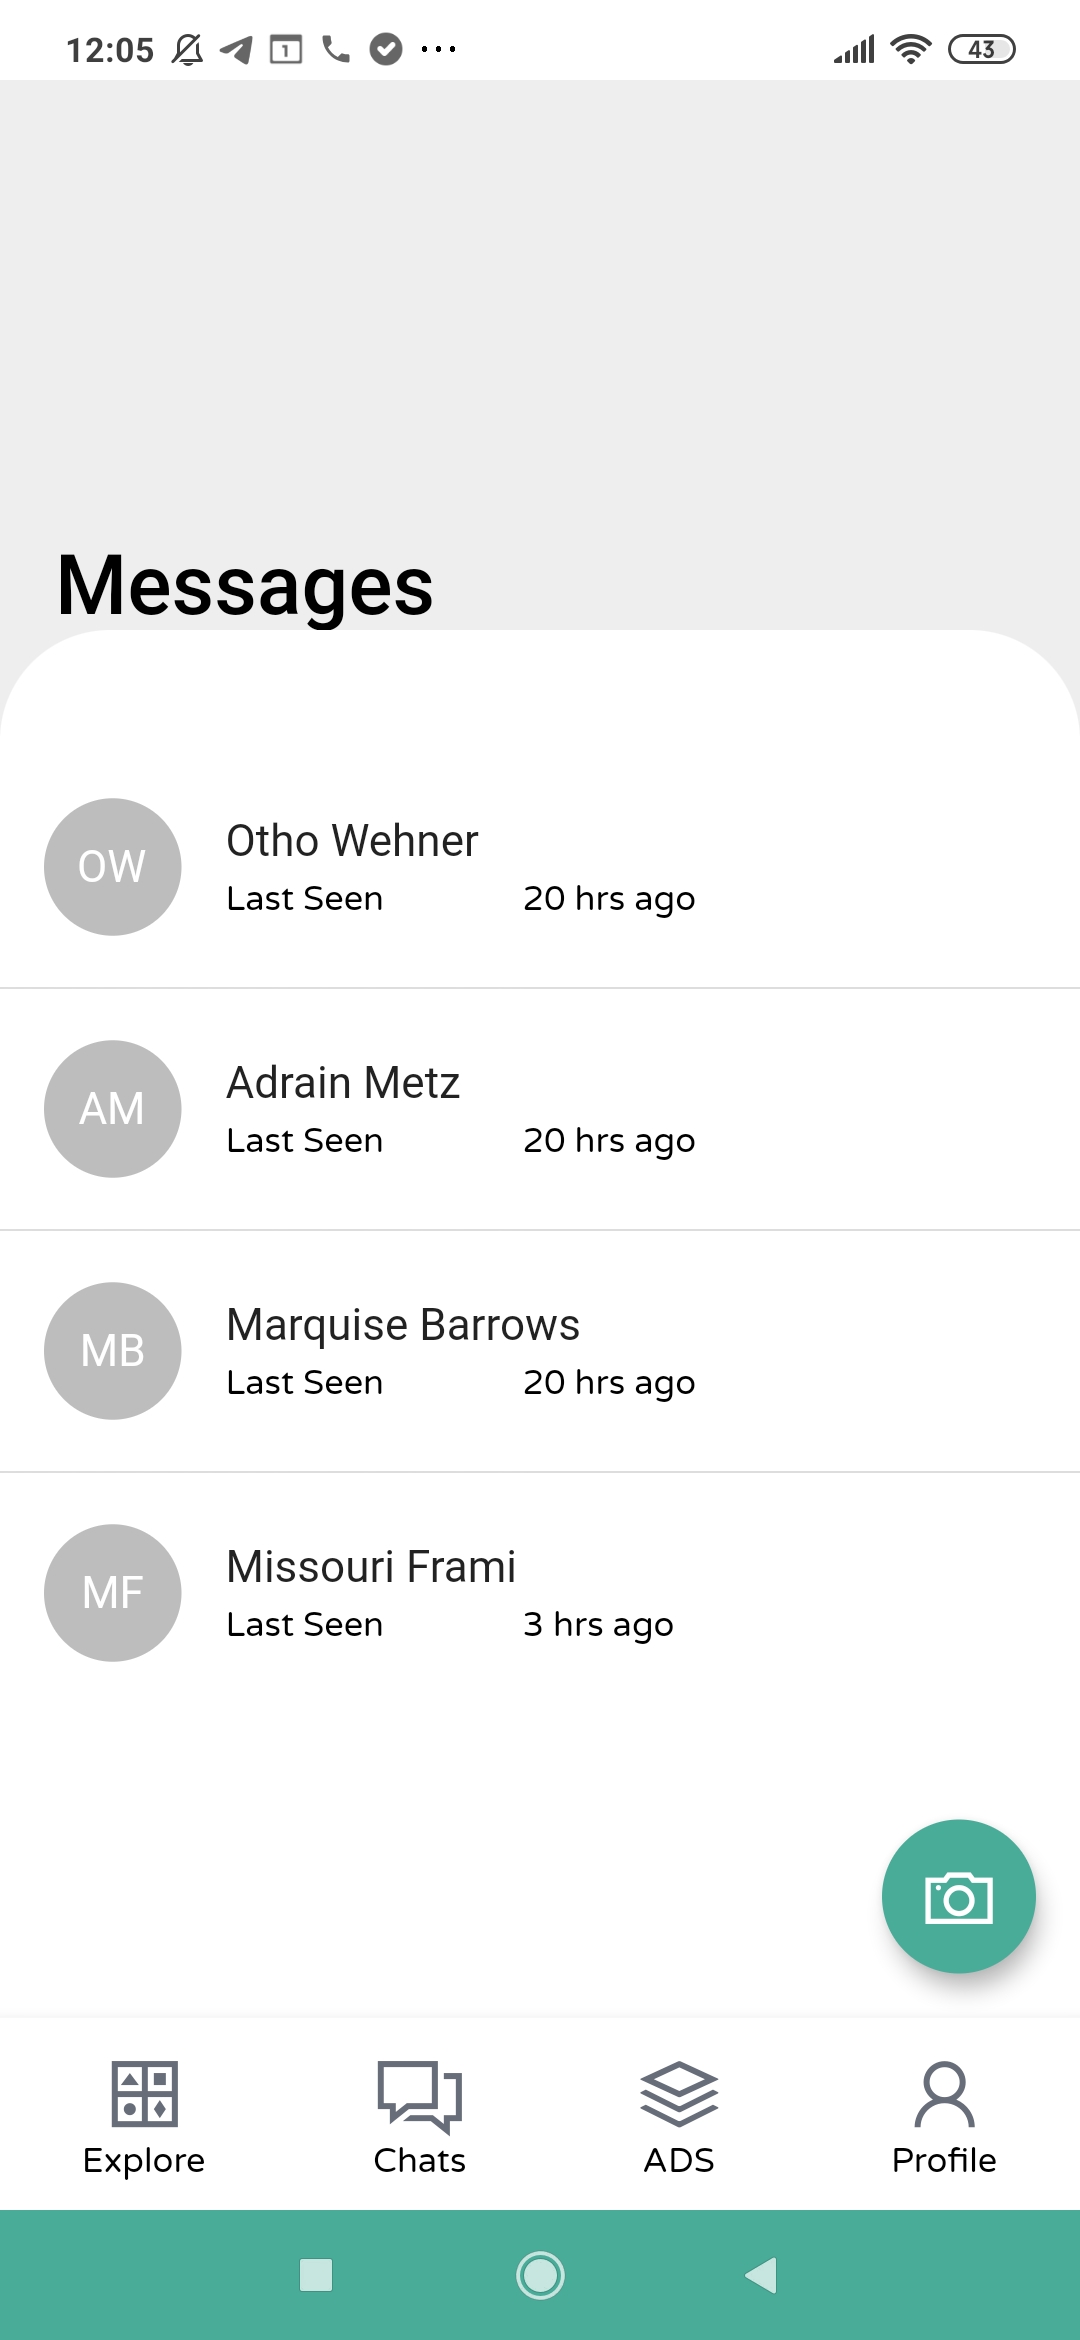 12:05
1
43
Messages
OW
Otho Wehner
Last Seen 20 hrs ago
AM
Adrain Metz
Last Seen 20 hrs ago
MB
Marquise Barrows
Last Seen 20 hrs ago
MF
Missouri Frami
Last Seen 3 hrs ago
Explore Chats ADS Profile